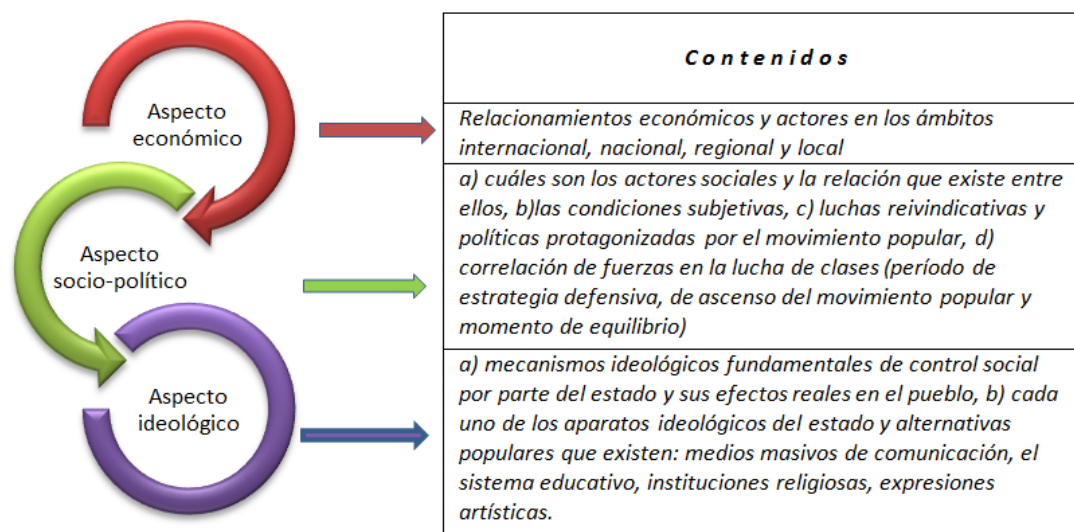 Contenidos
Aspecto
económico
Relacionamientos económicos y actores en los ámbitos
internacional, nacional, regional y local
Aspecto
socio-político
a) cuáles son los actores sociales y la relación que existe entre
ellos, b)las condiciones subjetivas, c) luchas reivindicativas y
políticas protagonizadas por el movimiento popular, d)
correlación de fuerzas en la lucha de clases (período de
estrategia defensiva, de ascenso del movimiento popular y
momento de equilibrio)
Aspecto
ideológico
a) mecanismos ideológicos fundamentales de control social
por parte del estado y sus efectos reales en el pueblo, b) cada
uno de los aparatos ideológicos del estado y alternativas
populares que existen: medios masivos de comunicación, el
sistema educativo, instituciones religiosas, expresiones
artísticas.